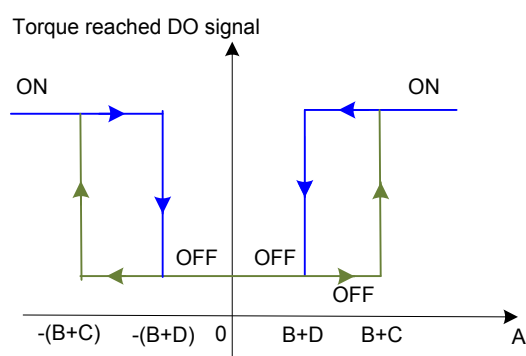 Torque reached DO signal
ON
ON
OFF
OFF
OFF
-(B+C)
-(B+D)
0
B+D
B+C
A